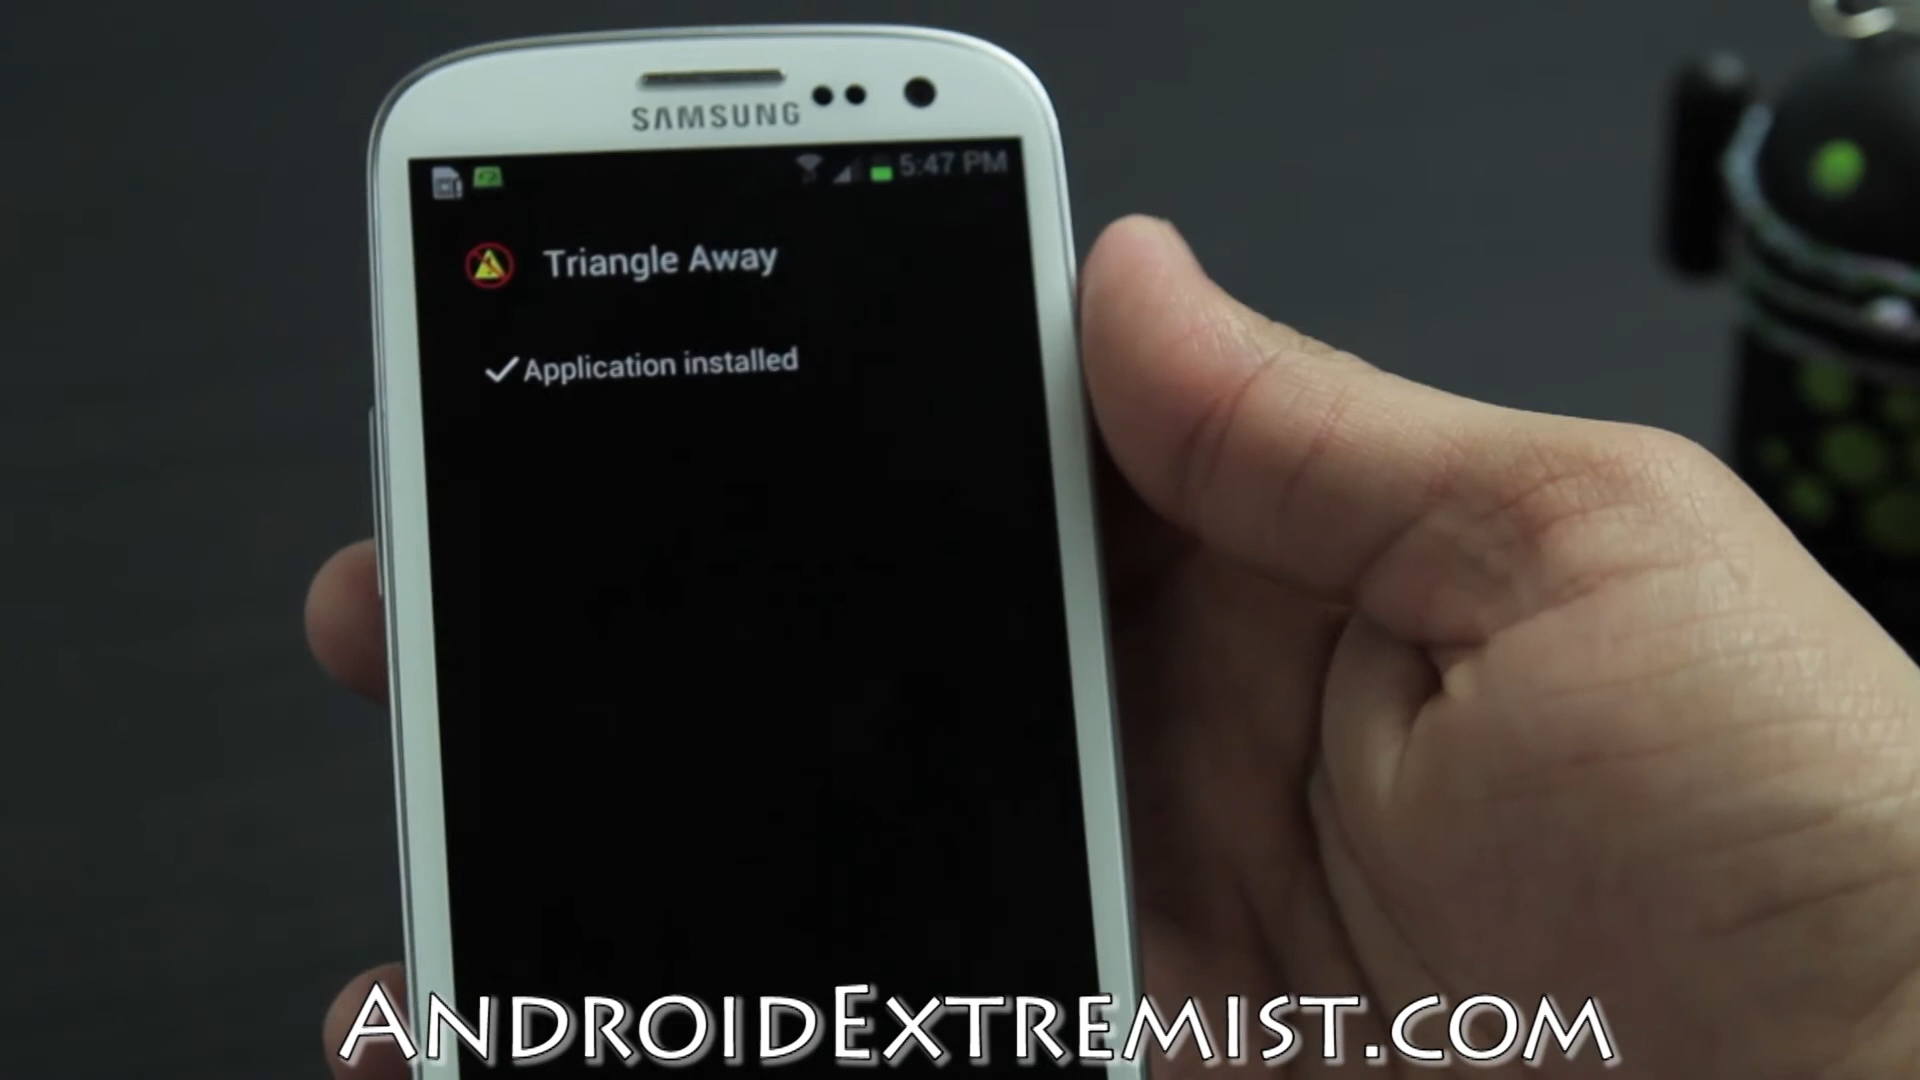 SAMSUNG
5:47 PM
Triangle Away
Application installed
AndroidExtremist.com